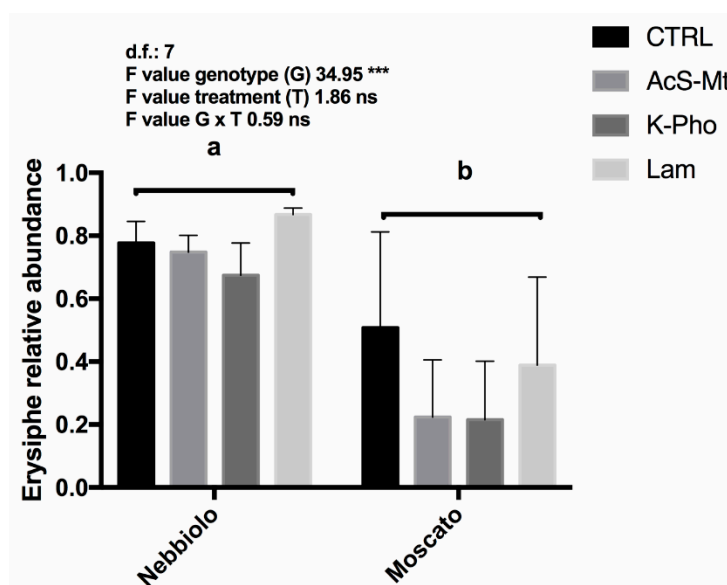 d.f.: 7
F value genotype (G) 34.95 ***
F value treatment (T) 1.86 ns
F value G x T 0.59 ns
CTRL
AcS-Mt
K-Pho
Lam
a
b
Erysiphe relative abundance
1.0
0.8
0.6
0.4
0.2
0.0
Nebbiolo
Moscato